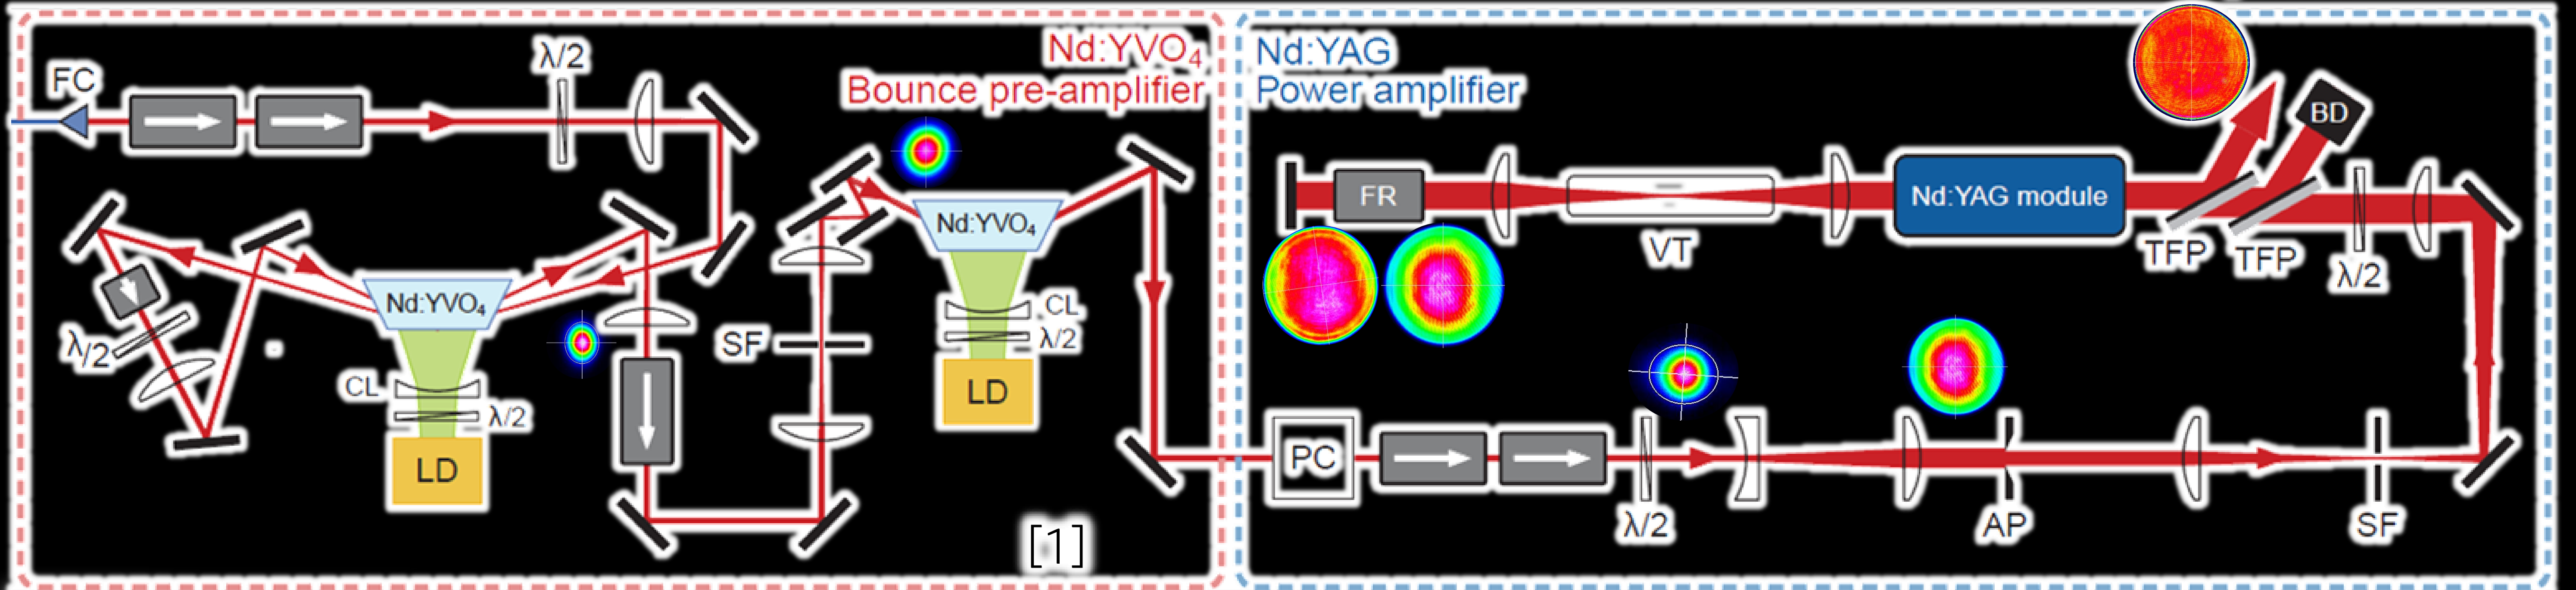 FC
λ/2
Nd:YVO₄
Bounce pre-amplifier
λ/2
Nd:YVO₄
CL
λ/2
LD
SF
Nd:YVO₄
CL
λ/2
LD
[1]
Nd:YAG
Power amplifier
FR
VT
Nd:YAG module
TFP
TFP
BD
λ/2
PC
λ/2
AP
SF